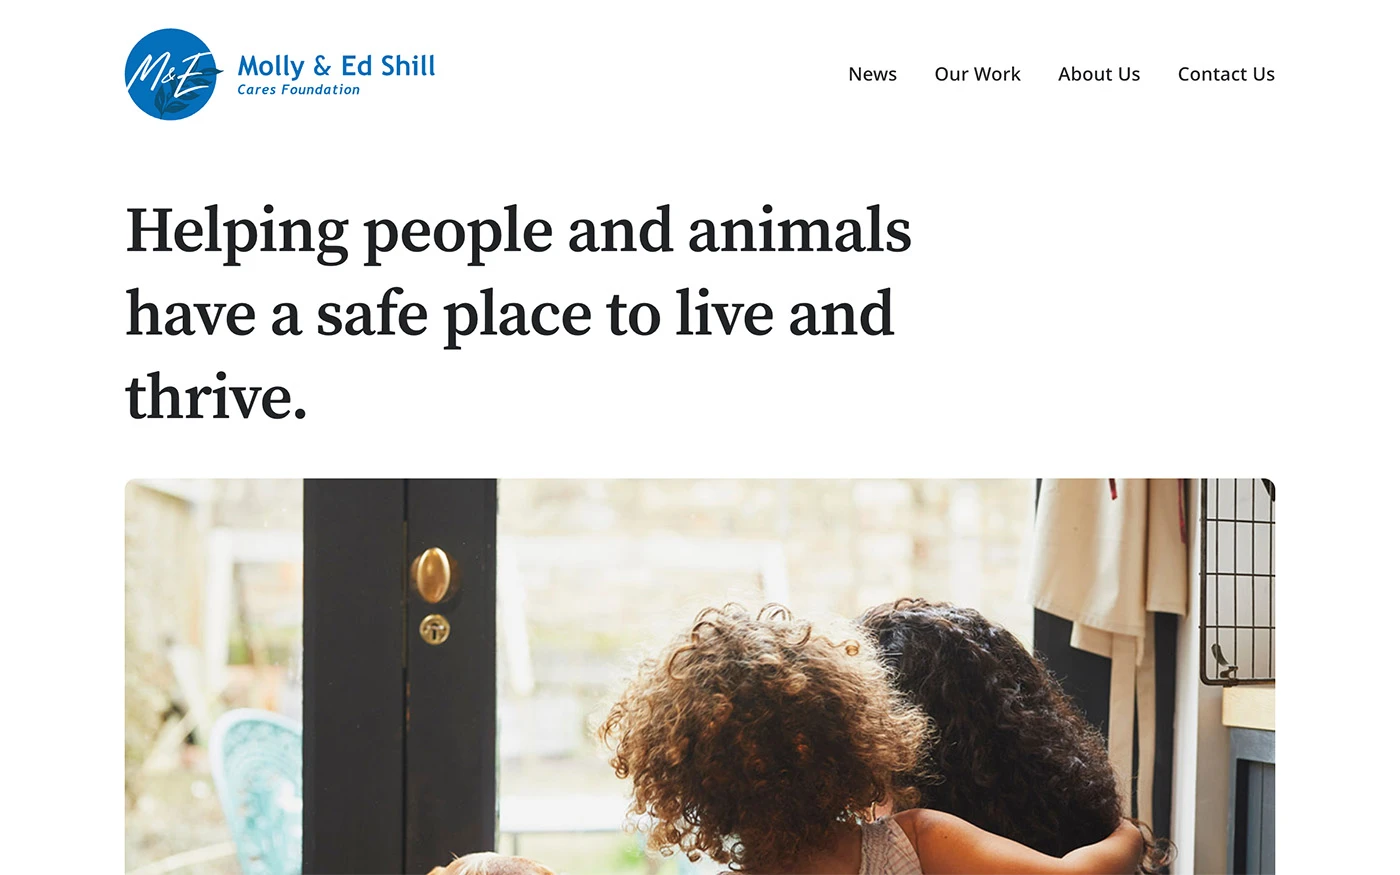 M&E
Molly & Ed Shill
Cares Foundation
News
Our Work
About Us
Contact Us
Helping people and animals
have a safe place to live and
thrive.